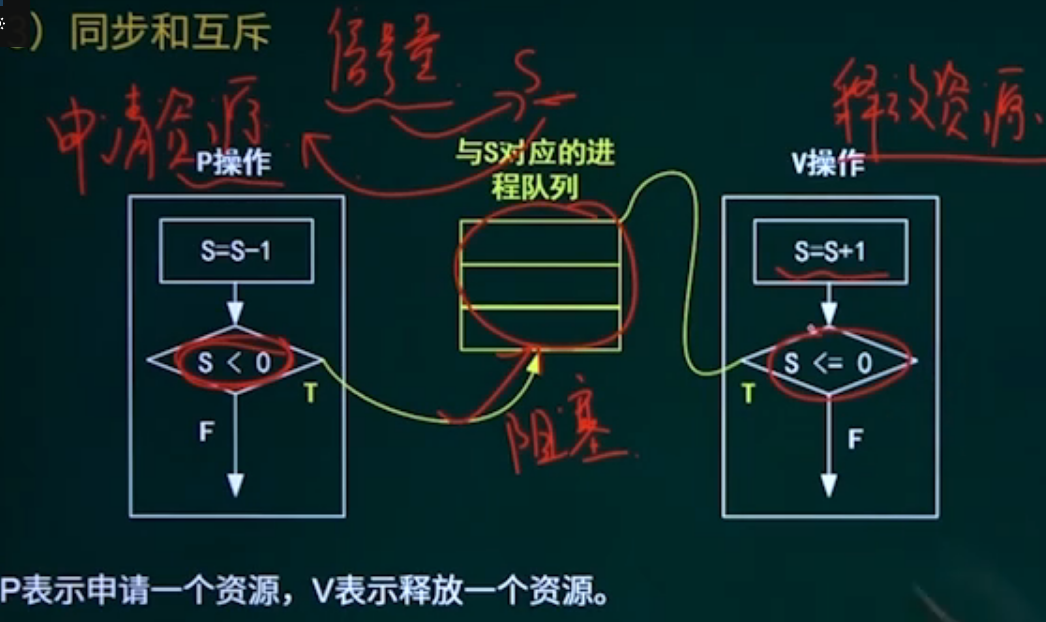 3）同步和互斥
信号量 S
申请资源
释放资源
P操作
与S对应的进
程队列
V操作
S=S-1
S=S+1
S < 0
S <= 0
T
T
F
F
阻塞
P表示申请一个资源，V表示释放一个资源。